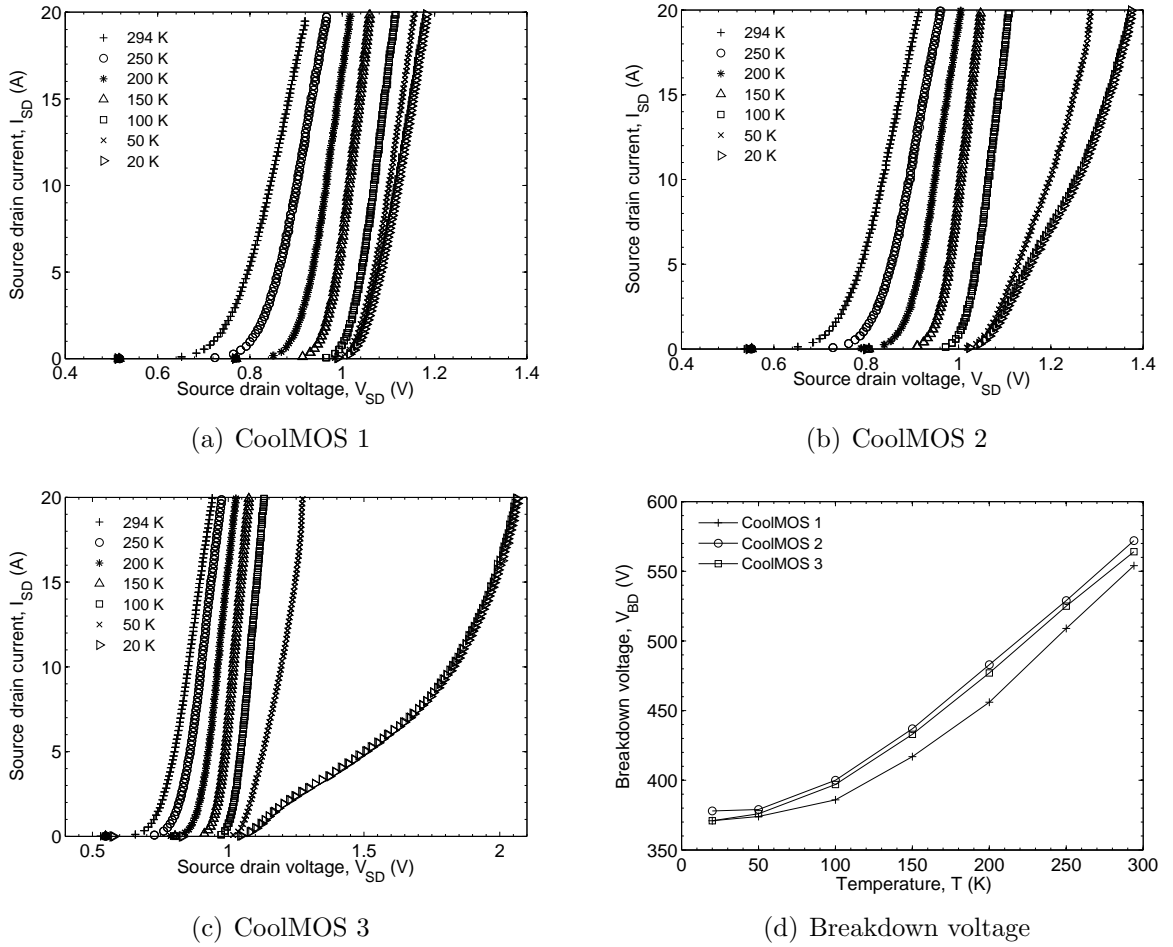 20
15
10
5
0
Source drain current, I_SD (A)
294 K
250 K
200 K
150 K
100 K
50 K
20 K
0.4 0.6 0.8 1 1.2 1.4
Source drain voltage, V_SD (V)
(a) CoolMOS 1
20
15
10
5
0
Source drain current, I_SD (A)
294 K
250 K
200 K
150 K
100 K
50 K
20 K
0.4 0.6 0.8 1 1.2 1.4
Source drain voltage, V_SD (V)
(b) CoolMOS 2
20
15
10
5
0
Source drain current, I_SD (A)
294 K
250 K
200 K
150 K
100 K
50 K
20 K
0.5 1 1.5 2
Source drain voltage, V_SD (V)
(c) CoolMOS 3
600
550
500
450
400
350
Breakdown voltage, V_BD (V)
CoolMOS 1
CoolMOS 2
CoolMOS 3
0 50 100 150 200 250 300
Temperature, T (K)
(d) Breakdown voltage